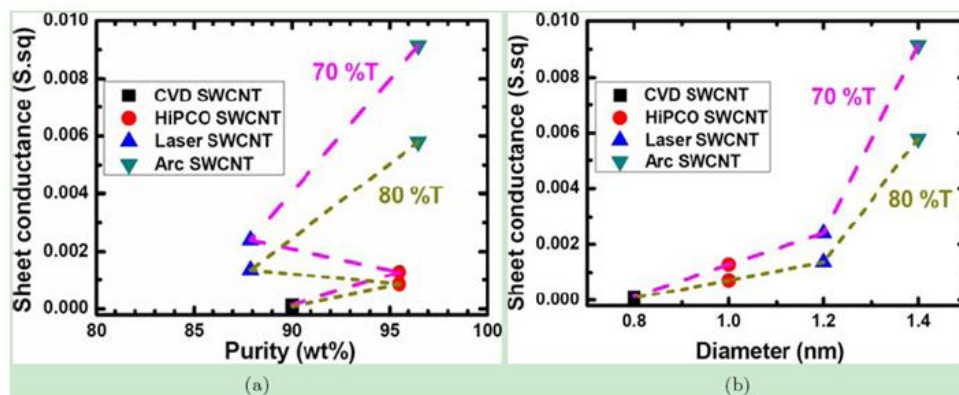 Sheet conductance (S.sq)
0.010
0.008
0.006
0.004
0.002
0.000
70 %T
CVD SWCNT
HiPCO SWCNT
Laser SWCNT
Arc SWCNT
80 %T
80 85 90 95 100
Purity (wt%)
(a)
Sheet conductance (S.sq)
0.010
0.008
0.006
0.004
0.002
0.000
CVD SWCNT
HiPCO SWCNT
Laser SWCNT
Arc SWCNT
70 %T
80 %T
0.8 1.0 1.2 1.4
Diameter (nm)
(b)